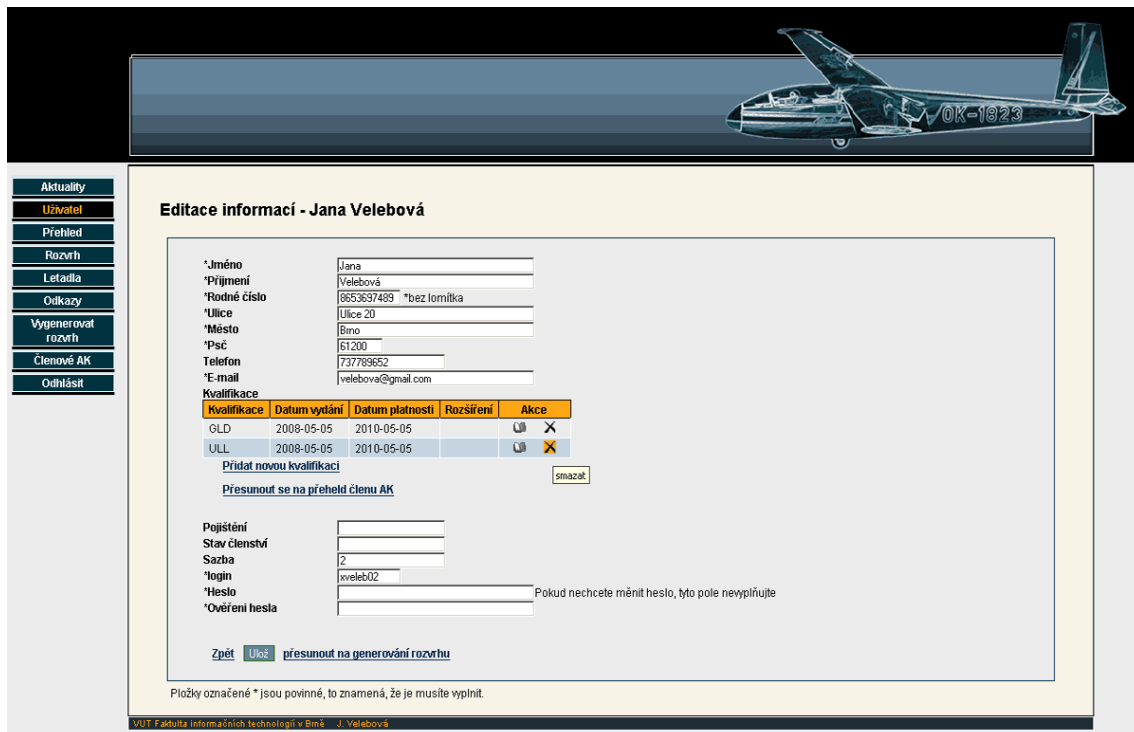 OK-1823
Aktuality
Uživatel
Přehled
Rozvrh
Letadla
Odkazy
Vygenerovat
rozvrh
Členové AK
Odhlásit
Editace informací - Jana Velebová
*Jméno Jana
*Příjmení Velebová
*Rodné číslo 8653697489 *bez lomítka
*Ulice Ulice 20
*Město Brno
*Psč 61200
Telefon 737789652
*E-mail velebova@gmail.com
Kvalifikace
Kvalifikace Datum vydání Datum platnosti Rozšíření Akce
GLD 2008-05-05 2010-05-05
ULL 2008-05-05 2010-05-05
Přidat novou kvalifikaci
smazat
Přesunout se na přeheld členu AK
Pojištění
Stav členství
Sazba 2
*login xveleb02
*Heslo Pokud nechcete měnit heslo, tyto pole nevyplňujte
*Ověření hesla
Zpět Ulož přesunout na generování rozvrhu
Pložky označené * jsou povinné, to znamená, že je musíte vyplnit.
VUT Fakulta informačních technologií v Brně J. Velebová